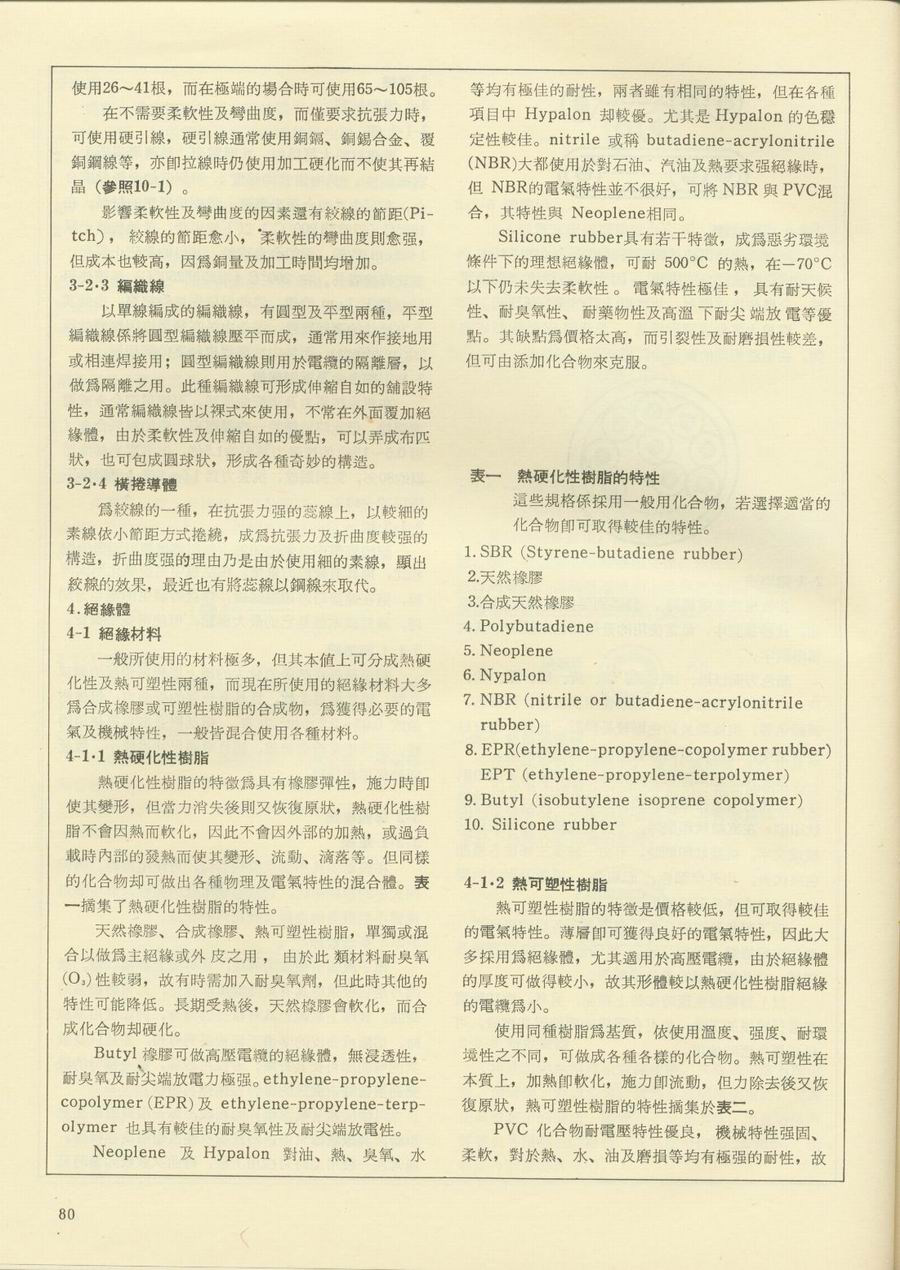 使用26～41根，而在極端的場合時可使用65～105根。
在不需要柔軟性及彎曲度，而僅要求抗張力時，
可使用硬引線，硬引線通常使用銅鎘、銅錫合金、覆
銅鋼線等，亦卽拉線時仍使用加工硬化而不使其再結
晶（參照10-1）。
影響柔軟性及彎曲度的因素還有絞線的節距(Pi-
tch)，絞線的節距愈小，柔軟性的彎曲度則愈强，
但成本也較高，因爲銅量及加工時間均增加。
3-2·3 編織線
以單線編成的編織線，有圓型及平型兩種，平型
編織線係將圓型編織線壓平而成，通常用來作接地用
或相連焊接用；圓型編織線則用於電纜的隔離層，以
做爲隔離之用。此種編織線可形成伸縮自如的舖設特
性，通常編織線皆以裸式來使用，不常在外面覆加絕
緣體，由於柔軟性及伸縮自如的優點，可以弄成布匹
狀，也可包成圓球狀，形成各種奇妙的構造。
3-2·4 橫捲導體
爲絞線的一種，在抗張力强的蕊線上，以較細的
素線依小節距方式捲繞，成爲抗張力及折曲度較强的
構造，折曲度强的理由乃是由於使用細的素線，顯出
絞線的效果，最近也有將蕊線以鋼線來取代。
4.絕緣體
4-1 絕緣材料
一般所使用的材料極多，但其本値上可分成熱硬
化性及熱可塑性兩種，而現在所使用的絕緣材料大多
爲合成橡膠或可塑性樹脂的合成物，爲獲得必要的電
氣及機械特性，一般皆混合使用各種材料。
4-1·1 熱硬化性樹脂
熱硬化性樹脂的特徵爲具有橡膠彈性，施力時卽
使其變形，但當力消失後則又恢復原狀，熱硬化性樹
脂不會因熱而軟化，因此不會因外部的加熱，或過負
載時內部的發熱而使其變形、流動、滴落等。但同樣
的化合物却可做出各種物理及電氣特性的混合體。表
一摘集了熱硬化性樹脂的特性。
天然橡膠、合成橡膠、熱可塑性樹脂，單獨或混
合以做爲主絕緣或外皮之用，由於此類材料耐臭氧
(O₃)性較弱，故有時需加入耐臭氧劑，但此時其他的
特性可能降低。長期受熱後，天然橡膠會軟化，而合
成化合物却硬化。
Butyl 橡膠可做高壓電纜的絕緣體，無浸透性，
耐臭氧及耐尖端放電力極强。ethylene-propylene-
copolymer (EPR) 及 ethylene-propylene-terp-
olymer 也具有較佳的耐臭氧性及耐尖端放電性。
Neoplene 及 Hypalon 對油、熱、臭氧、水
等均有極佳的耐性，兩者雖有相同的特性，但在各種
項目中 Hypalon 却較優。尤其是 Hypalon 的色穩
定性較佳。nitrile 或稱 butadiene-acrylonitrile
(NBR)大都使用於對石油、汽油及熱要求强絕緣時，
但 NBR的電氣特性並不很好，可將 NBR 與 PVC混
合，其特性與 Neoplene相同。
Silicone rubber具有若干特徵，成爲惡劣環境
條件下的理想絕緣體，可耐 500°C 的熱，在－70°C
以下仍未失去柔軟性。電氣特性極佳，具有耐天候
性、耐臭氧性、耐藥物性及高溫下耐尖端放電等優
點。其缺點爲價格太高，而引裂性及耐磨損性較差，
但可由添加化合物來克服。
表一 熱硬化性樹脂的特性
這些規格係採用一般用化合物，若選擇適當的
化合物卽可取得較佳的特性。
1. SBR (Styrene-butadiene rubber)
2.天然橡膠
3.合成天然橡膠
4. Polybutadiene
5. Neoplene
6. Nypalon
7. NBR (nitrile or butadiene-acrylonitrile
rubber)
8. EPR(ethylene-propylene-copolymer rubber)
EPT (ethylene-propylene-terpolymer)
9. Butyl (isobutylene isoprene copolymer)
10. Silicone rubber
4-1·2 熱可塑性樹脂
熱可塑性樹脂的特徵是價格較低，但可取得較佳
的電氣特性。薄層卽可獲得良好的電氣特性，因此大
多採用爲絕緣體，尤其適用於高壓電纜，由於絕緣體
的厚度可做得較小，故其形體較以熱硬化性樹脂絕緣
的電纜爲小。
使用同種樹脂爲基質，依使用溫度、强度、耐環
境性之不同，可做成各種各樣的化合物。熱可塑性在
本質上，加熱卽軟化，施力卽流動，但力除去後又恢
復原狀，熱可塑性樹脂的特性摘集於表二。
PVC 化合物耐電壓特性優良，機械特性强固、
柔軟，對於熱、水、油及磨損等均有極强的耐性，故
80